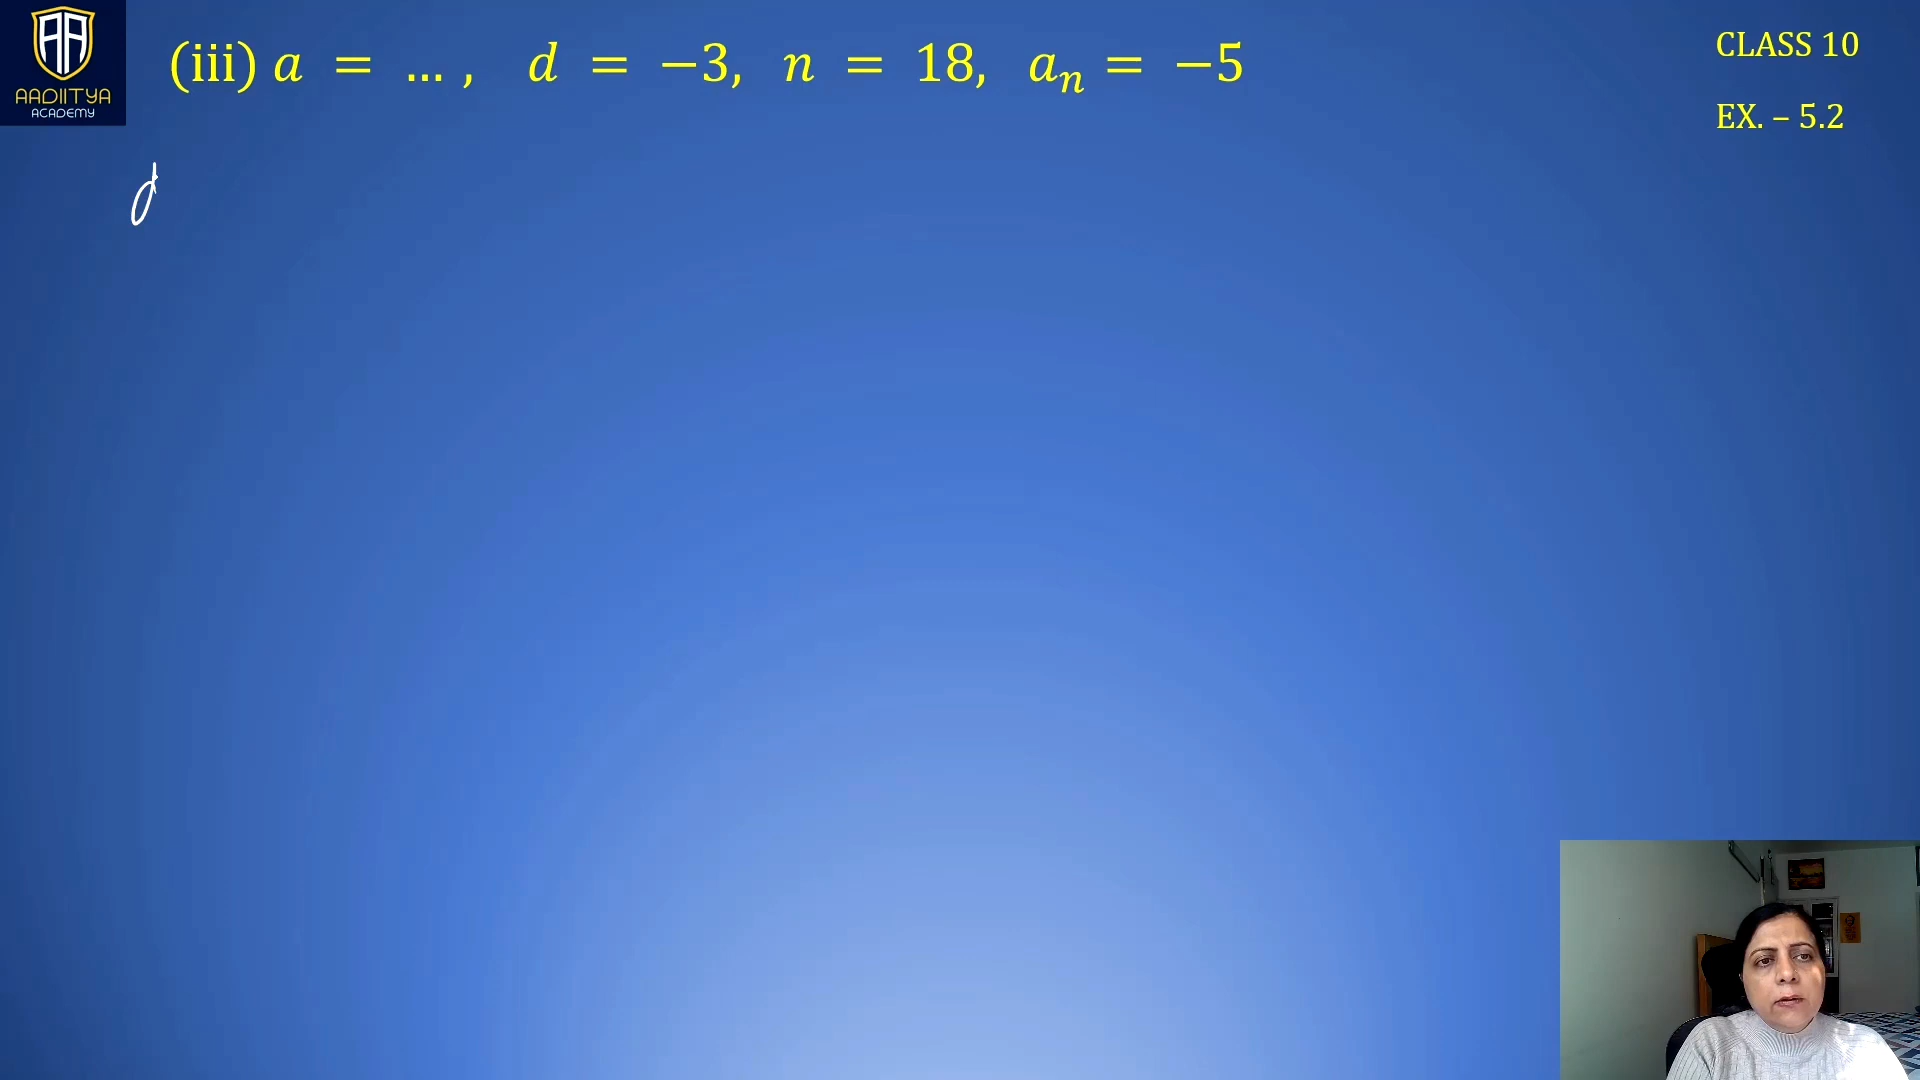 AADIITYA
ACADEMY
(iii) a = ... , d = −3, n = 18, aₙ = −5
CLASS 10
EX. – 5.2
d